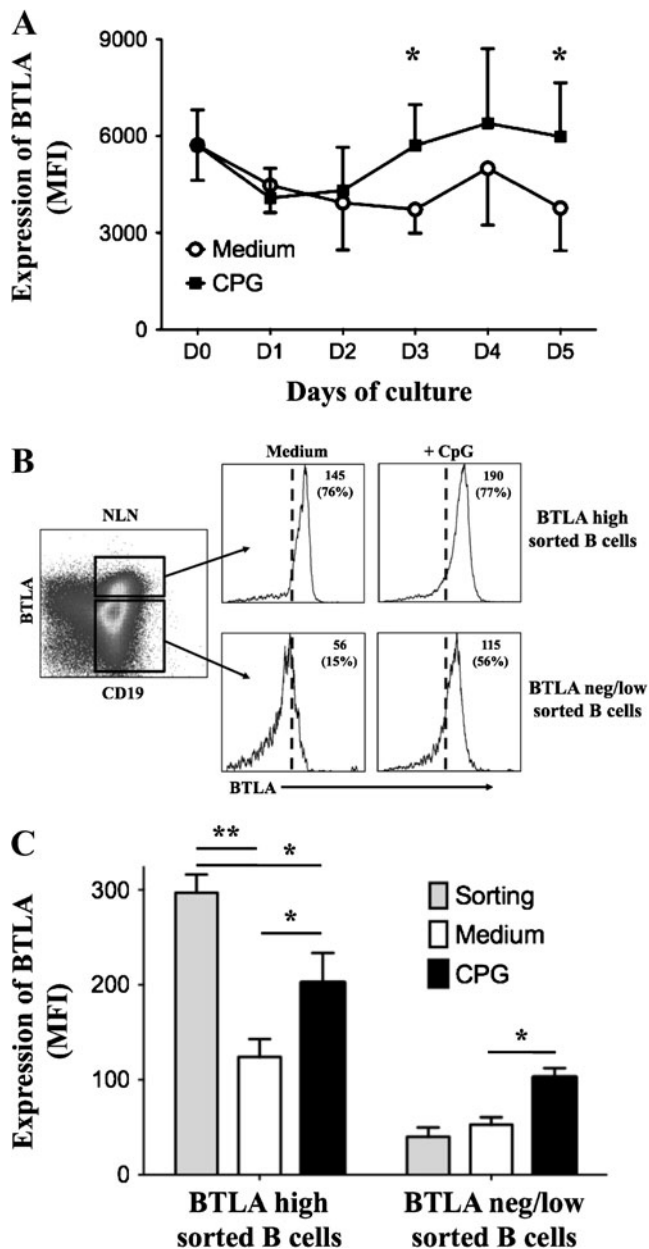 A
Expression of BTLA
(MFI)
9000
6000
3000
0
*
*
Medium
CPG
D0 D1 D2 D3 D4 D5
Days of culture
B
NLN
BTLA
CD19
Medium
+ CpG
145
(76%)
190
(77%)
BTLA high
sorted B cells
56
(15%)
115
(56%)
BTLA neg/low
sorted B cells
BTLA
C
Expression of BTLA
(MFI)
300
200
100
0
**
*
*
*
Sorting
Medium
CPG
BTLA high
sorted B cells
BTLA neg/low
sorted B cells